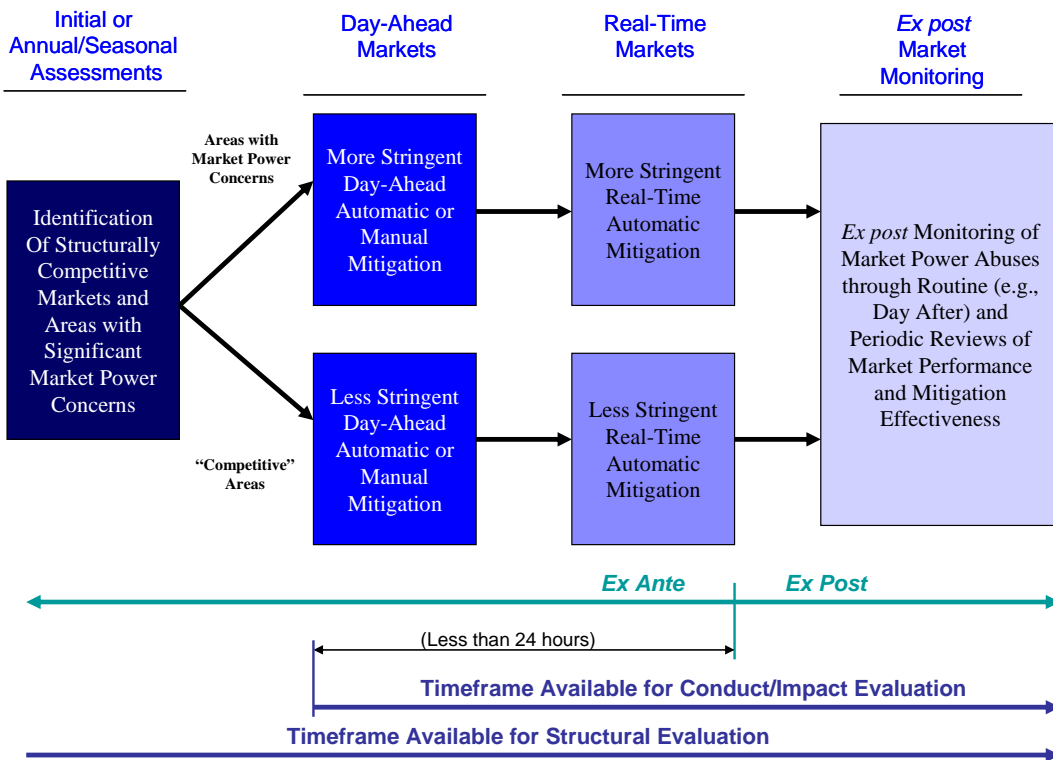 Initial or
Annual/Seasonal
Assessments
Day-Ahead
Markets
Real-Time
Markets
Ex post
Market
Monitoring
Identification
Of Structurally
Competitive
Markets and
Areas with
Significant
Market Power
Concerns
Areas with
Market Power
Concerns
“Competitive”
Areas
More Stringent
Day-Ahead
Automatic or
Manual
Mitigation
More Stringent
Real-Time
Automatic
Mitigation
Less Stringent
Day-Ahead
Automatic or
Manual
Mitigation
Less Stringent
Real-Time
Automatic
Mitigation
Ex post Monitoring of
Market Power Abuses
through Routine (e.g.,
Day After) and
Periodic Reviews of
Market Performance
and Mitigation
Effectiveness
Ex Ante
Ex Post
(Less than 24 hours)
Timeframe Available for Conduct/Impact Evaluation
Timeframe Available for Structural Evaluation